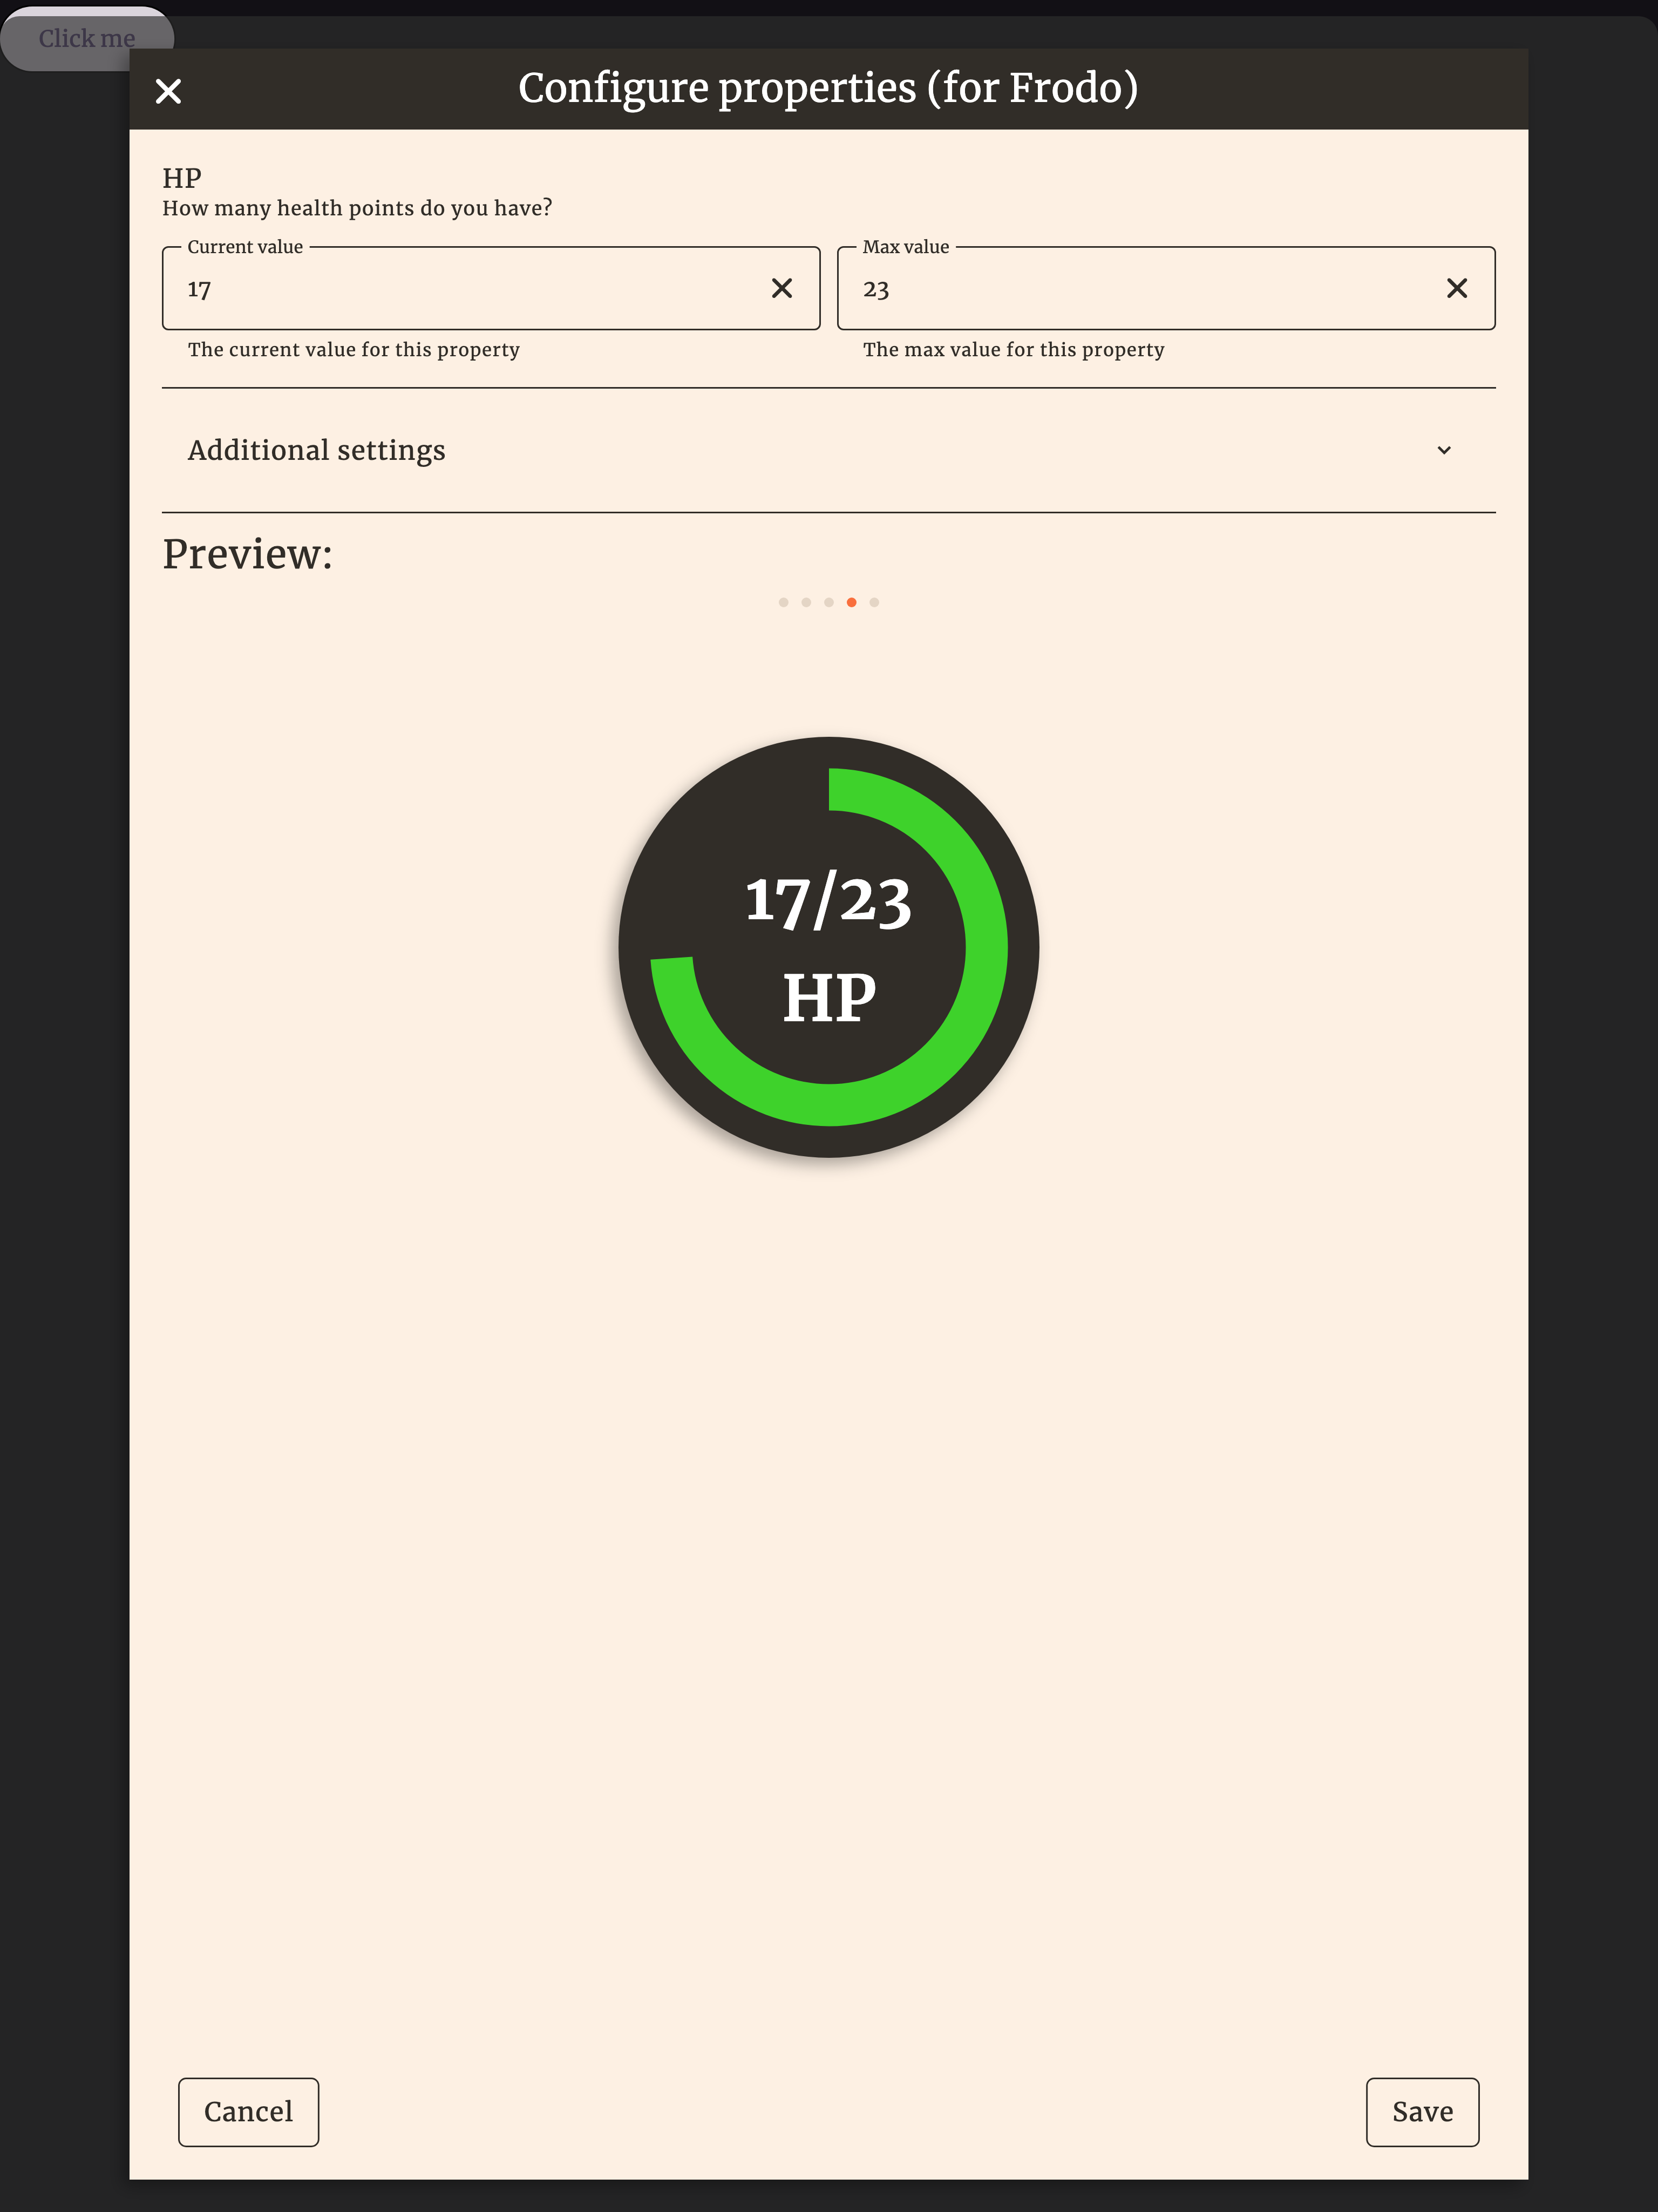 Click me
Configure properties (for Frodo)
HP
How many health points do you have?
Current value
17
The current value for this property
Max value
23
The max value for this property
Additional settings
Preview:
17/23
HP
Cancel
Save